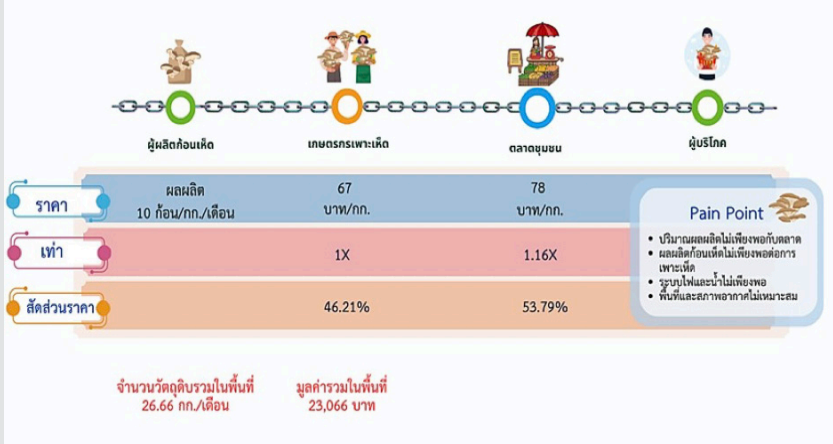 ผู้ผลิตก้อนเห็ด
เกษตรกรเพาะเห็ด
ตลาดชุมชน
ผู้บริโภค
ราคา
ผลผลิต
10 ก้อน/กก./เดือน
67
บาท/กก.
78
บาท/กก.
เท่า
1X
1.16X
สัดส่วนราคา
46.21%
53.79%
Pain Point
• ปริมาณผลผลิตไม่เพียงพอกับตลาด
• ผลผลิตก้อนเห็ดไม่เพียงพอต่อการ
เพาะเห็ด
• ระบบไฟและน้ำไม่เพียงพอ
• พื้นที่และสภาพอากาศไม่เหมาะสม
จำนวนวัตถุดิบรวมในพื้นที่
26.66 กก./เดือน
มูลค่ารวมในพื้นที่
23,066 บาท